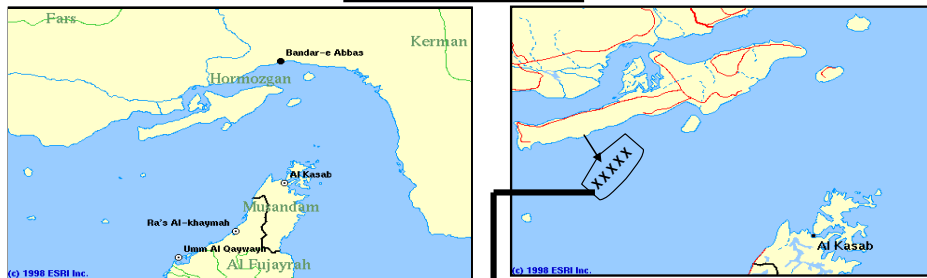 Fars
Kerman
Bandar-e Abbas
Hormozgan
Al Kasab
Musandam
Ra's Al-khaymah
Umm Al Qaywayn
Al Fujayrah
(c) 1998 ESRI Inc.
XXXXX
Al Kasab
(c) 1998 ESRI Inc.